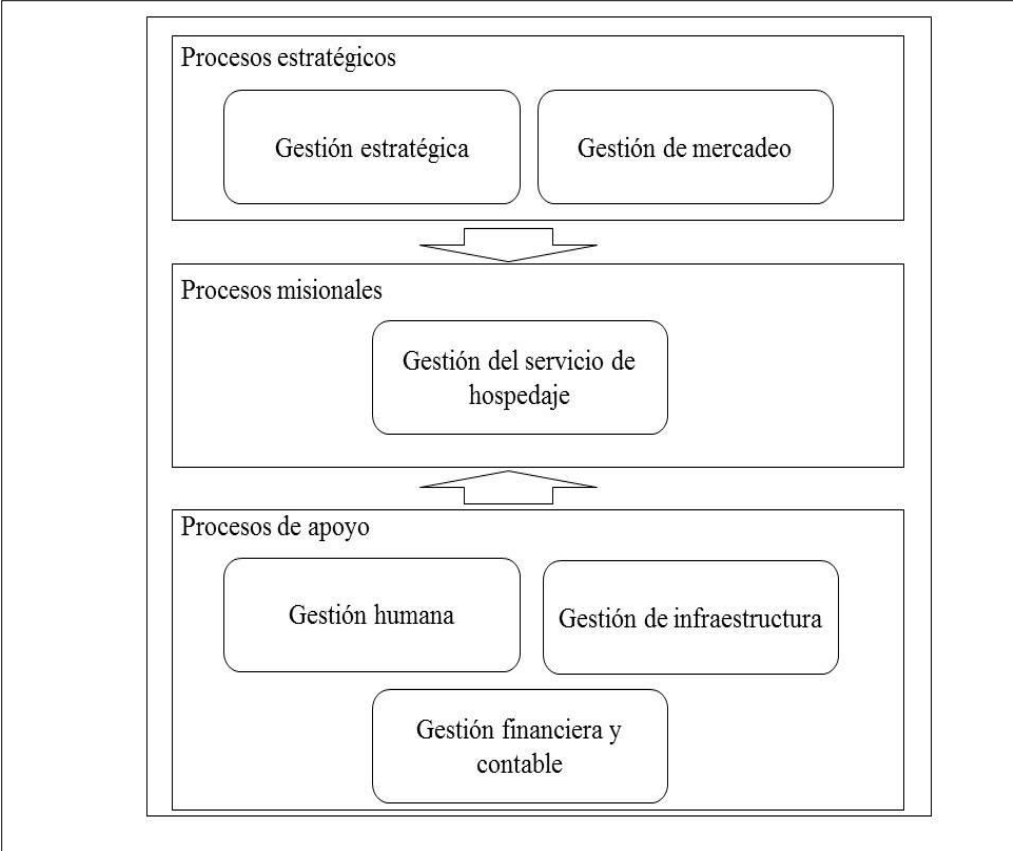 Procesos estratégicos
Gestión estratégica
Gestión de mercadeo
Procesos misionales
Gestión del servicio de
hospedaje
Procesos de apoyo
Gestión humana
Gestión de infraestructura
Gestión financiera y
contable